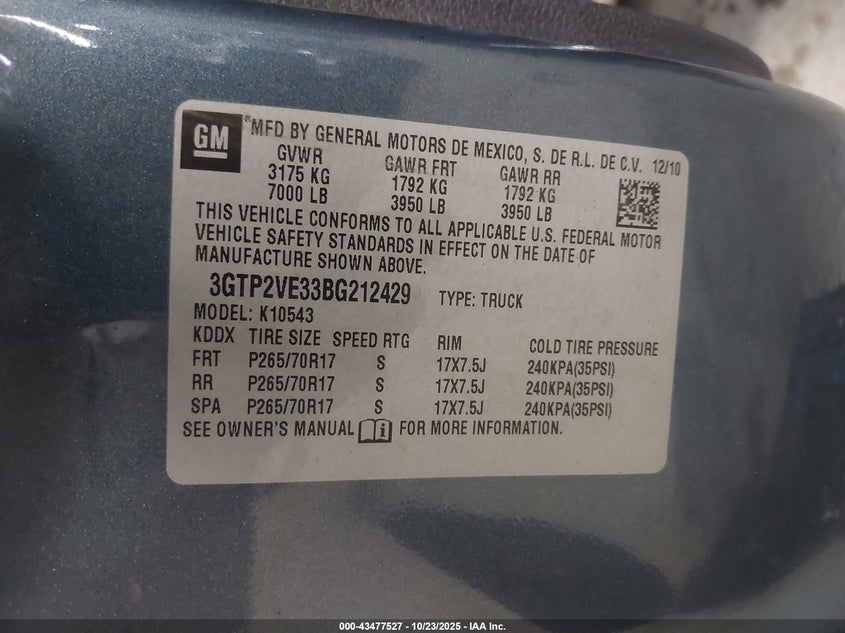 GM
*MFD BY GENERAL MOTORS DE MEXICO, S. DE R.L. DE C.V. 12/10
GVWR GAWR FRT GAWR RR
3175 KG 1792 KG 1792 KG
7000 LB 3950 LB 3950 LB
THIS VEHICLE CONFORMS TO ALL APPLICABLE U.S. FEDERAL MOTOR
VEHICLE SAFETY STANDARDS IN EFFECT ON THE DATE OF
MANUFACTURE SHOWN ABOVE.
3GTP2VE33BG212429 TYPE: TRUCK
MODEL: K10543
KDDX TIRE SIZE SPEED RTG RIM COLD TIRE PRESSURE
FRT P265/70R17 S 17X7.5J 240KPA(35PSI)
RR P265/70R17 S 17X7.5J 240KPA(35PSI)
SPA P265/70R17 S 17X7.5J 240KPA(35PSI)
SEE OWNER'S MANUAL i FOR MORE INFORMATION.
000-43477527 - 10/23/2025 - IAA Inc.